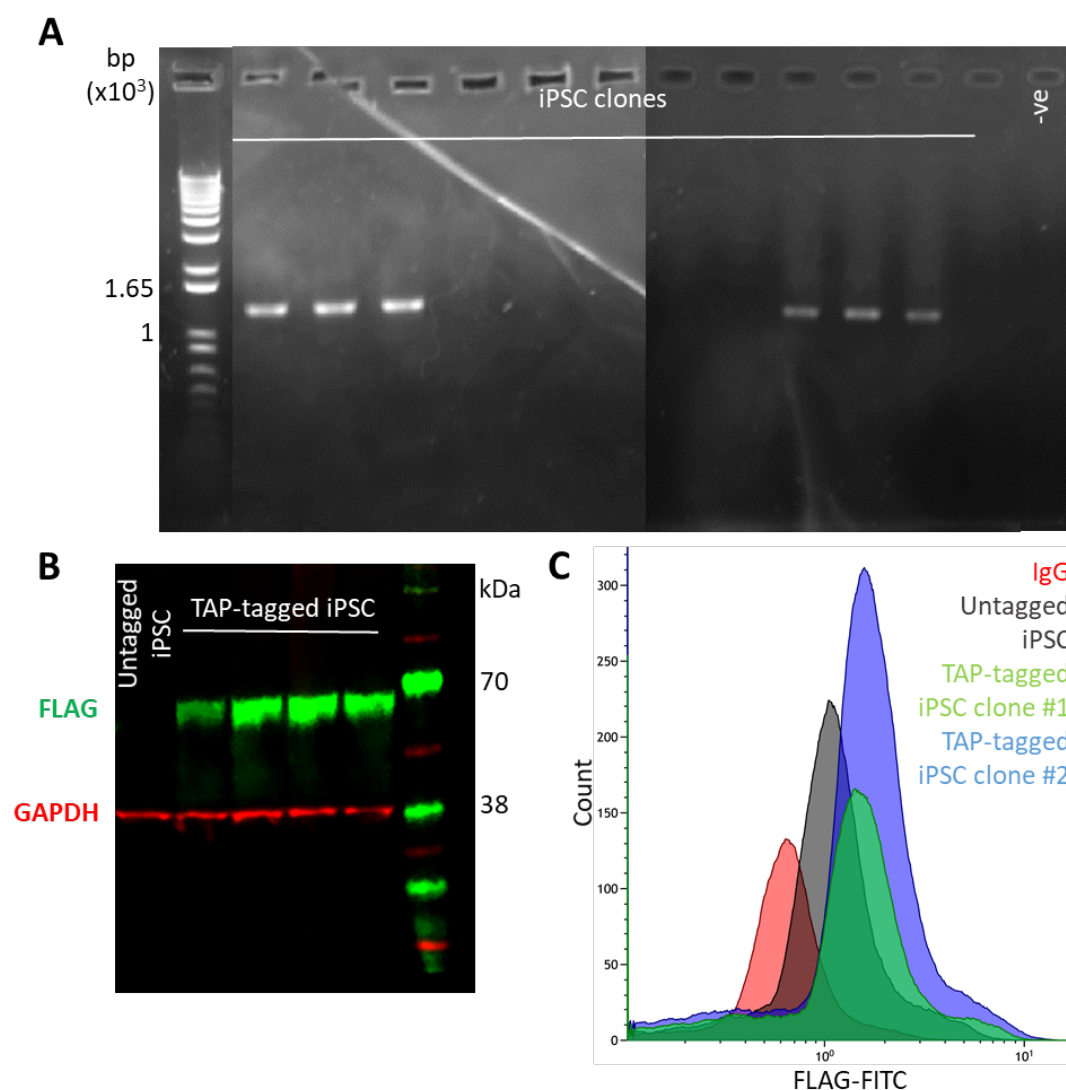 A
bp
(x10³)
iPSC clones
-ve
1.65
1
B
Untagged
iPSC
TAP-tagged iPSC
kDa
70
FLAG
38
GAPDH
C
IgG
Untagged
iPSC
TAP-tagged
iPSC clone #1
TAP-tagged
iPSC clone #2
Count
300
250
200
150
100
50
0
10⁰
10¹
FLAG-FITC